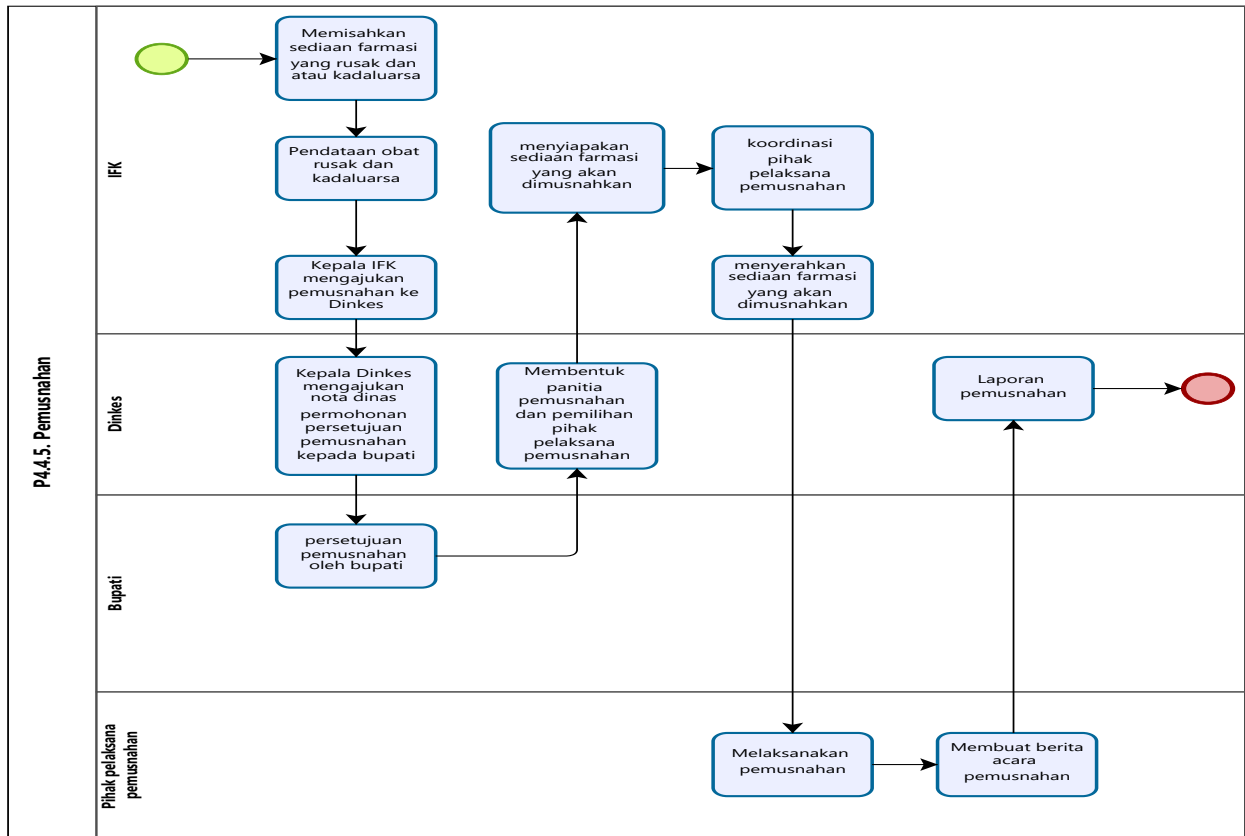 P4.4.5. Pemusnahan
IFK
Memisahkan
sediaan farmasi
yang rusak dan
atau kadaluarsa
Pendataan obat
rusak dan
kadaluarsa
Kepala IFK
mengajukan
pemusnahan ke
Dinkes
menyiapakan
sediaan farmasi
yang akan
dimusnahkan
koordinasi
pihak
pelaksana
pemusnahan
menyerahkan
sediaan farmasi
yang akan
dimusnahkan
Dinkes
Kepala Dinkes
mengajukan
nota dinas
permohonan
persetujuan
pemusnahan
kepada bupati
Membentuk
panitia
pemusnahan
dan pemilihan
pihak
pelaksana
pemusnahan
Laporan
pemusnahan
Bupati
persetujuan
pemusnahan
oleh bupati
Pihak pelaksana
pemusnahan
Melaksanakan
pemusnahan
Membuat berita
acara
pemusnahan